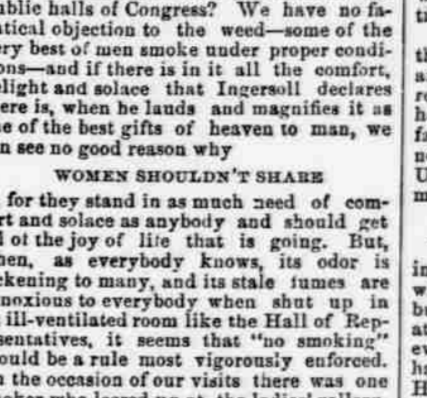 ublic halls of Congress? We have no fa-
atical objection to the weed—some of the
ery best of men smoke under proper condi-
ons—and if there is in it all the comfort,
elight and solace that Ingersoll declares
ere is, when he lauds and magnifies it as
e of the best gifts of heaven to man, we
n see no good reason why
WOMEN SHOULDN'T SHARE
for they stand in as much need of com-
rt and solace as anybody and should get
l of the joy of life that is going. But,
hen, as everybody knows, its odor is
ckening to many, and its stale fumes are
noxious to everybody when shut up in
ill-ventilated room like the Hall of Rep-
sentatives, it seems that "no smoking"
ould be a rule most vigorously enforced.
n the occasion of our visits there was one